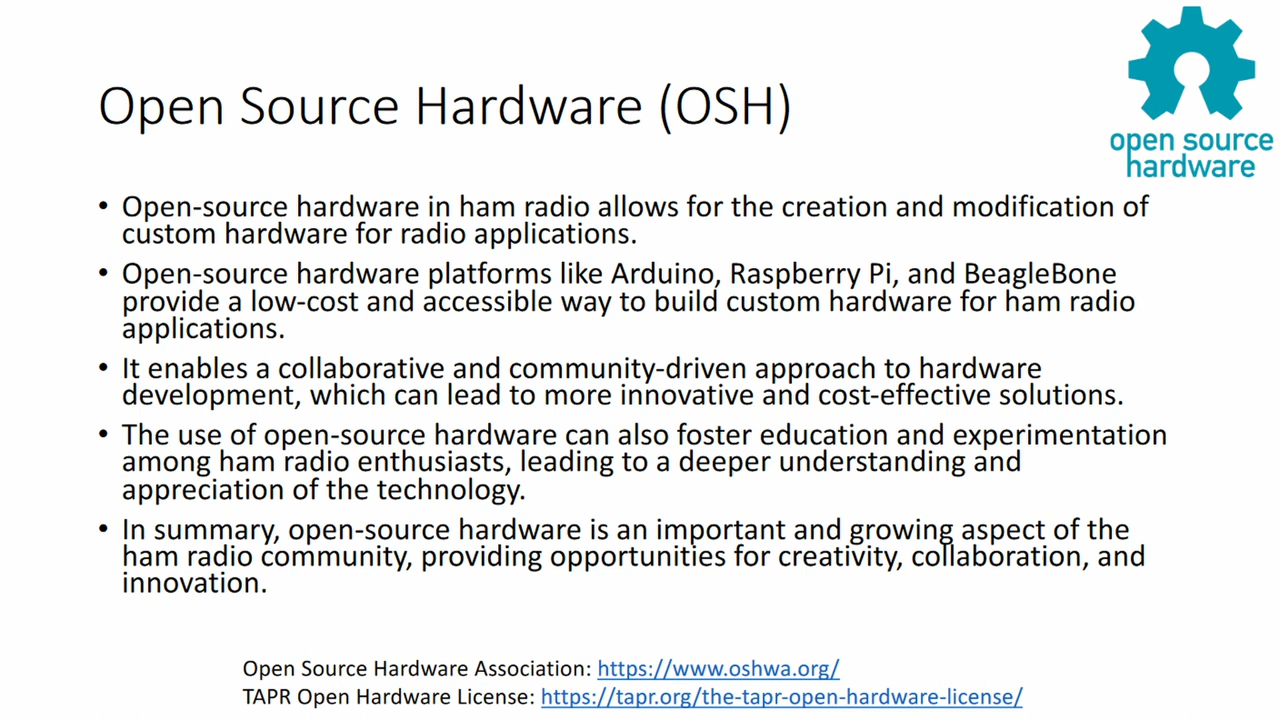 open source
hardware
Open Source Hardware (OSH)
• Open-source hardware in ham radio allows for the creation and modification of
custom hardware for radio applications.
• Open-source hardware platforms like Arduino, Raspberry Pi, and BeagleBone
provide a low-cost and accessible way to build custom hardware for ham radio
applications.
• It enables a collaborative and community-driven approach to hardware
development, which can lead to more innovative and cost-effective solutions.
• The use of open-source hardware can also foster education and experimentation
among ham radio enthusiasts, leading to a deeper understanding and
appreciation of the technology.
• In summary, open-source hardware is an important and growing aspect of the
ham radio community, providing opportunities for creativity, collaboration, and
innovation.
Open Source Hardware Association: https://www.oshwa.org/
TAPR Open Hardware License: https://tapr.org/the-tapr-open-hardware-license/